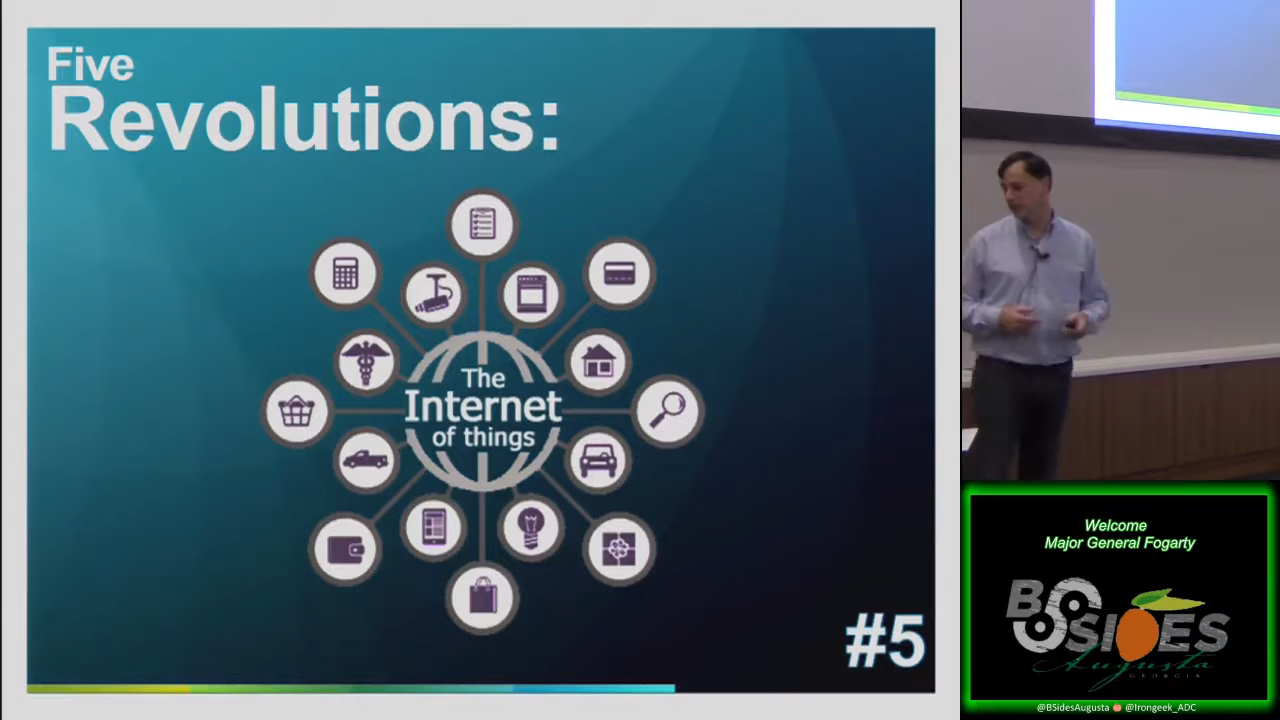 Five
Revolutions:
The
Internet
of things
#5
Welcome
Major General Fogarty
BSIDES
Augusta
GEORGIA
@BSidesAugusta @Irongeek_ADC